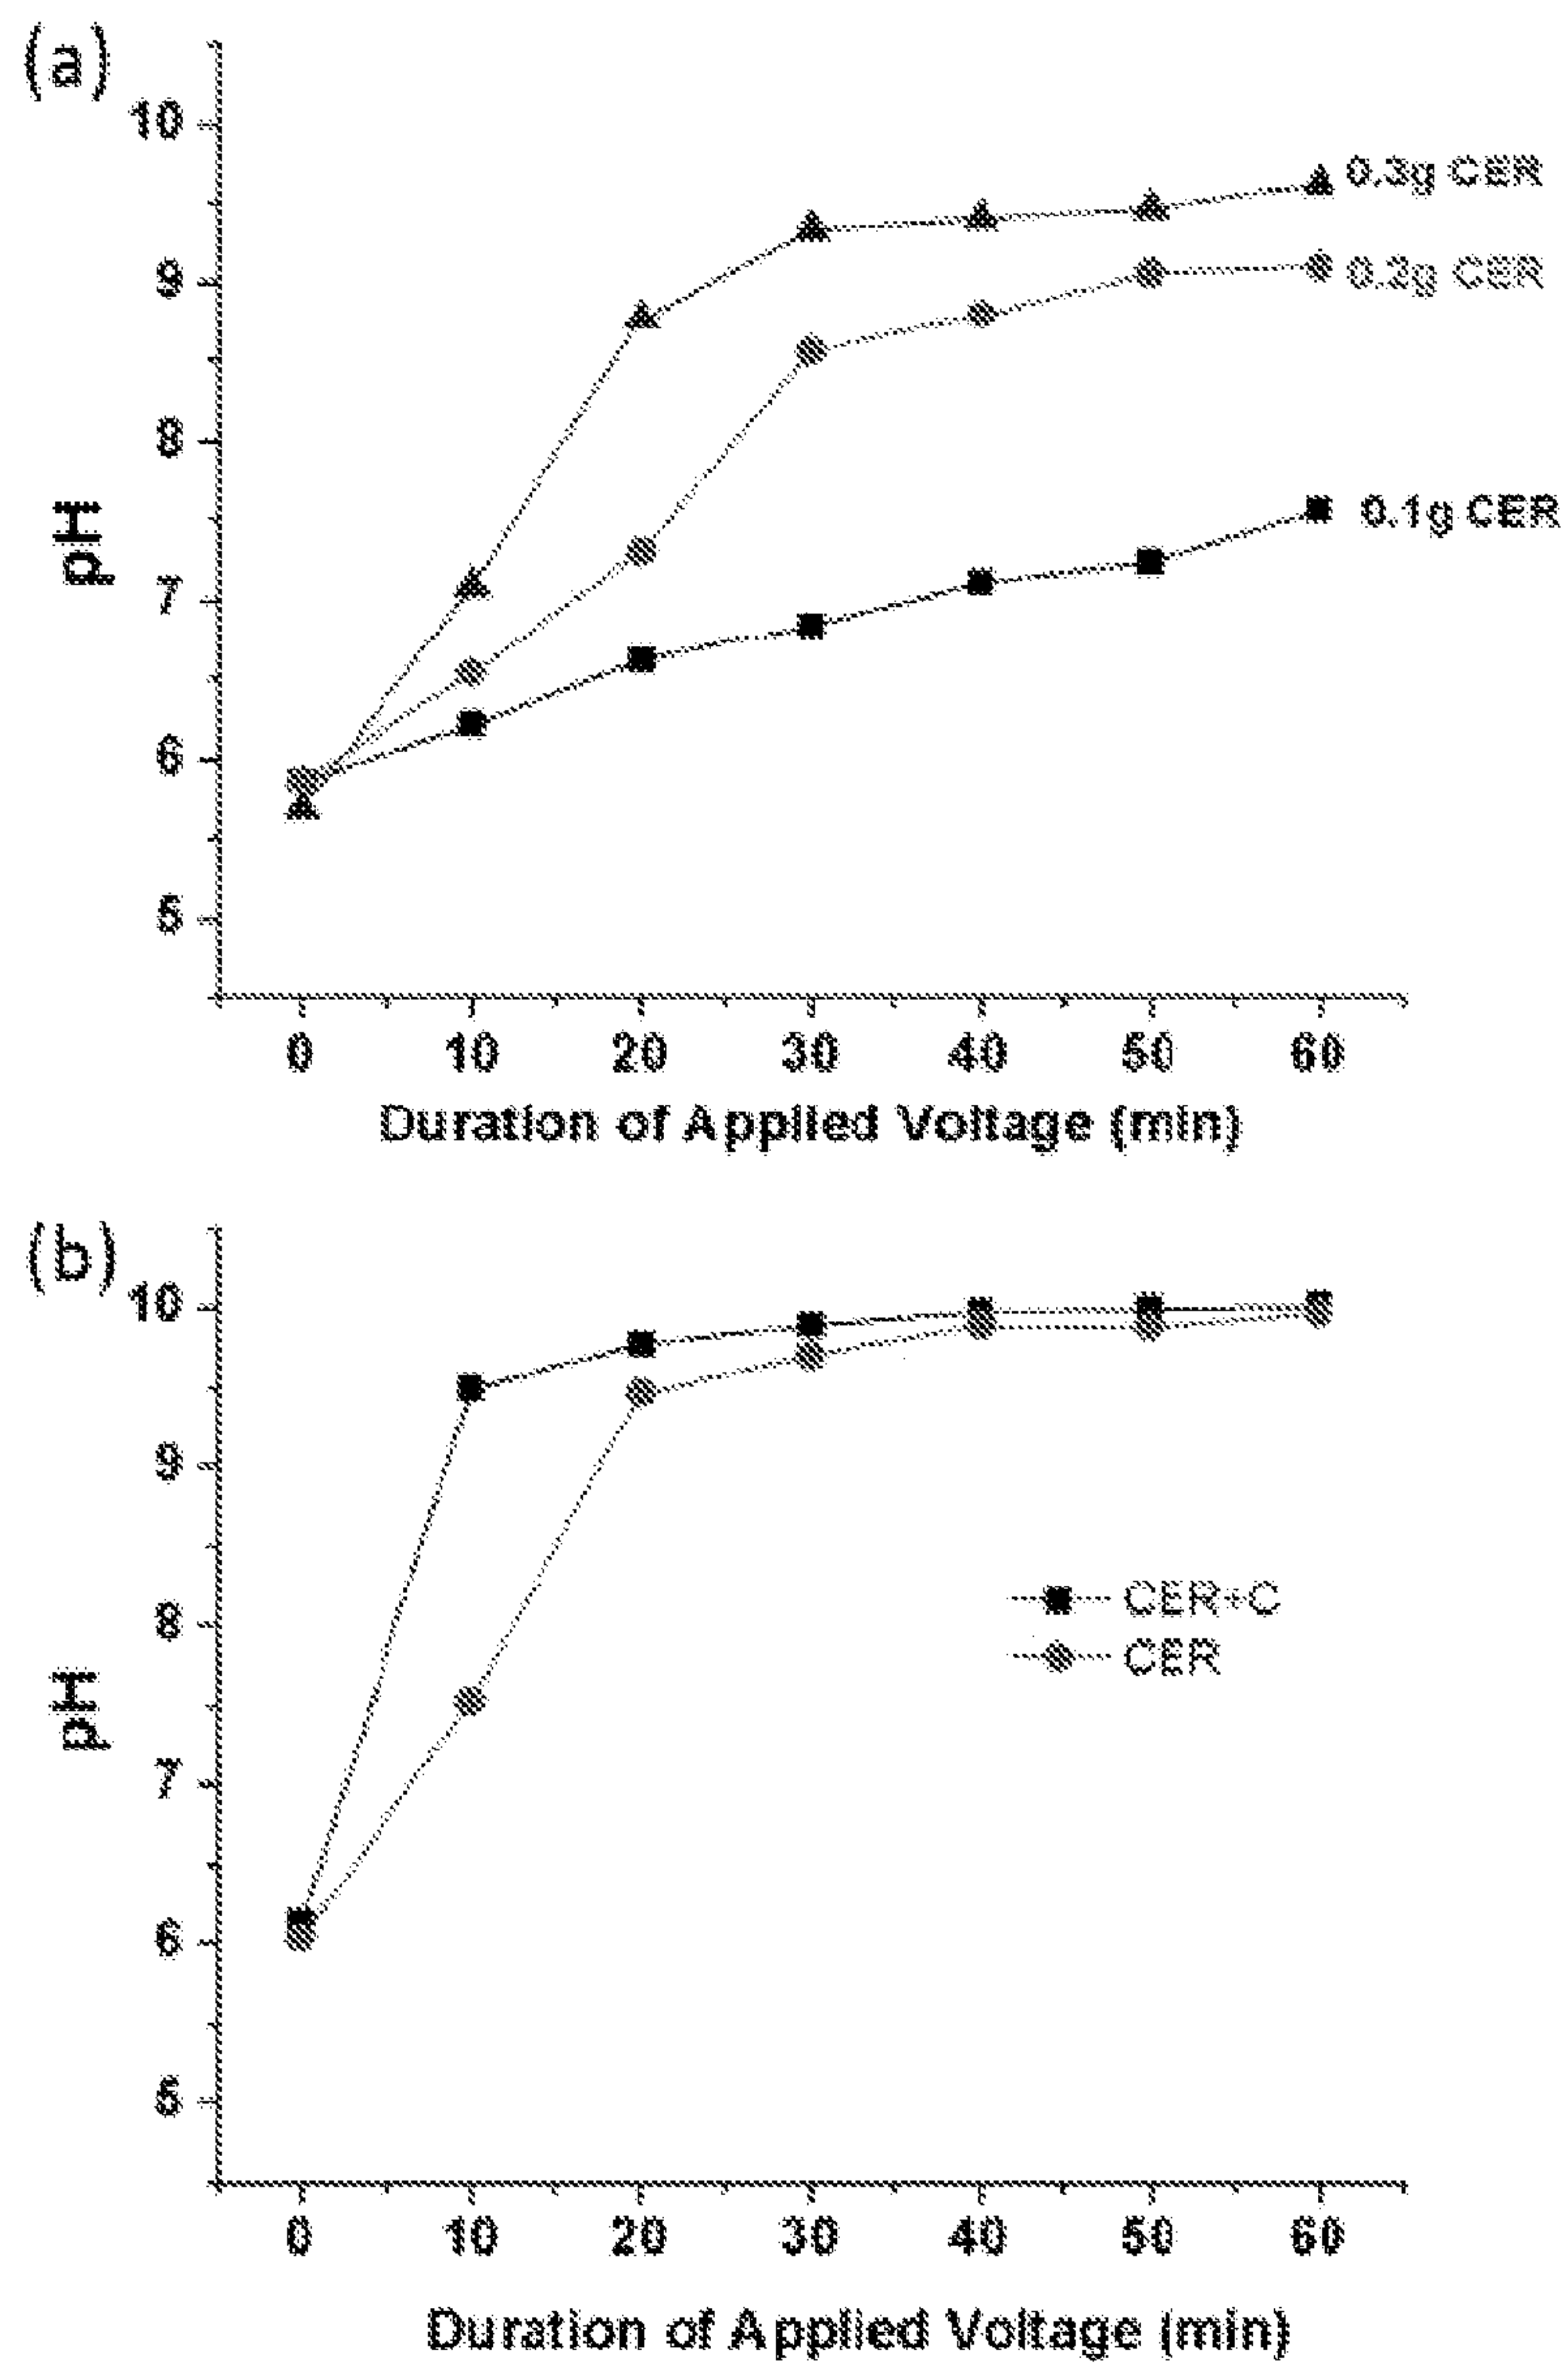 (a)
10
9
8
7
6
5
pH
0.3g CER
0.2g CER
0.1g CER
0 10 20 30 40 50 60
Duration of Applied Voltage (min)
(b)
10
9
8
7
6
5
pH
CER+C
CER
0 10 20 30 40 50 60
Duration of Applied Voltage (min)